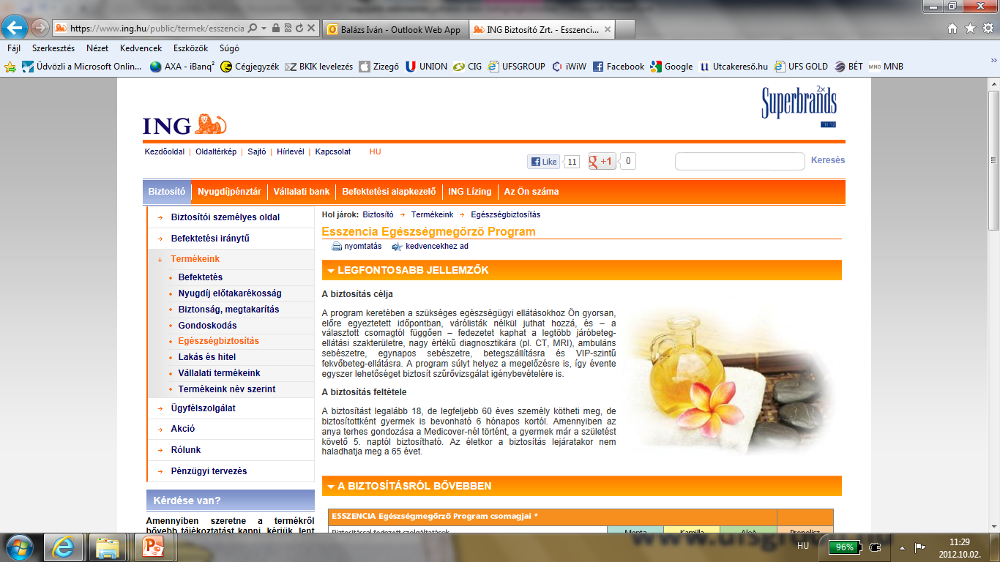 https://www.ing.hu/public/termek/esszencia
Balázs Iván - Outlook Web App
ING Biztosító Zrt. - Esszenci...
Fájl Szerkesztés Nézet Kedvencek Eszközök Súgó
Üdvözli a Microsoft Onlin... AXA - iBanq² Cégjegyzék BKIK levelezés Zizegő UNION CIG UFSGROUP iWiW Facebook Google Utcakereső.hu UFS GOLD BÉT MNB MNB
2x
Superbrands
ING
Kezdőoldal | Oldaltérkép | Sajtó | Hírlevél | Kapcsolat HU
Like 11 +1 0 Keresés
Biztosító Nyugdíjpénztár Vállalati bank Befektetési alapkezelő ING Lízing Az Ön száma
Biztosítói személyes oldal
Befektetési iránytű
Termékeink
Befektetés
Nyugdíj előtakarékosság
Biztonság, megtakarítás
Gondoskodás
Egészségbiztosítás
Lakás és hitel
Vállalati termékeink
Termékeink név szerint
Ügyfélszolgálat
Akció
Rólunk
Pénzügyi tervezés
Kérdése van?
Amennyiben szeretne a termékről
bővebb tájékoztatást kapni, kérjük, lent
Hol járok: Biztosító → Termékeink → Egészségbiztosítás
Esszencia Egészségmegőrző Program
nyomtatás kedvencekhez ad
LEGFONTOSABB JELLEMZŐK
A biztosítás célja
A program keretében a szükséges egészségügyi ellátásokhoz Ön gyorsan,
előre egyeztetett időpontban, várólisták nélkül juthat hozzá, és – a
választott csomagtól függően – fedezetet kaphat a legtöbb járóbeteg-
ellátási szakterületre, nagy értékű diagnosztikára (pl. CT, MRI), ambuláns
sebészetre, egynapos sebészetre, betegszállításra és VIP-szintű
fekvőbeteg-ellátásra. A program súlyt helyez a megelőzésre is, így évente
egyszer lehetőséget biztosít szűrővizsgálat igénybevételére is.
A biztosítás feltétele
A biztosítást legalább 18, de legfeljebb 60 éves személy kötheti meg, de
biztosítottként gyermek is bevonható 6 hónapos kortól. Amennyiben az
anya terhes gondozása a Medicover-nél történt, a gyermek már a születést
követő 5. naptól biztosítható. Az életkor a biztosítás lejáratakor nem
haladhatja meg a 65 évet.
A BIZTOSÍTÁSRÓL BŐVEBBEN
ESSZENCIA Egészségmegőrző Program csomagjai *
Biztosítással fedezett szolgáltatások Menta Kamilla Aloé Propolisz
www.ufsgroup.hu
HU 96% 11:29
2012.10.02.